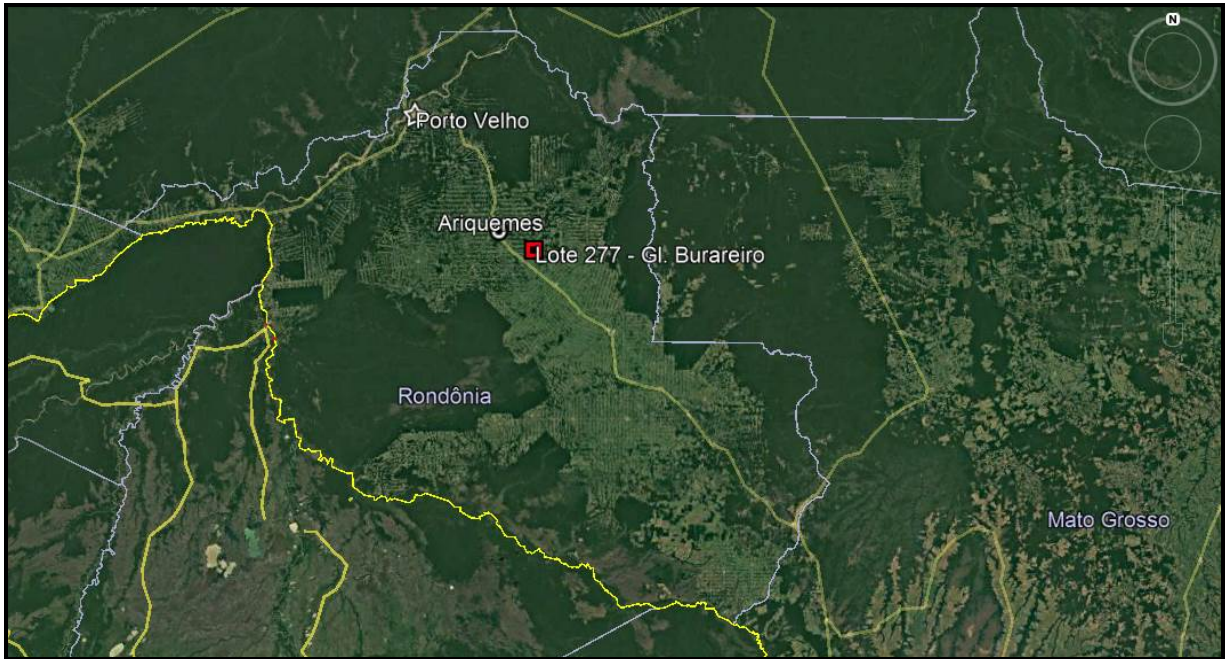 N
Porto Velho
Ariquemes
Lote 277 - Gl. Burareiro
Rondônia
Mato Grosso